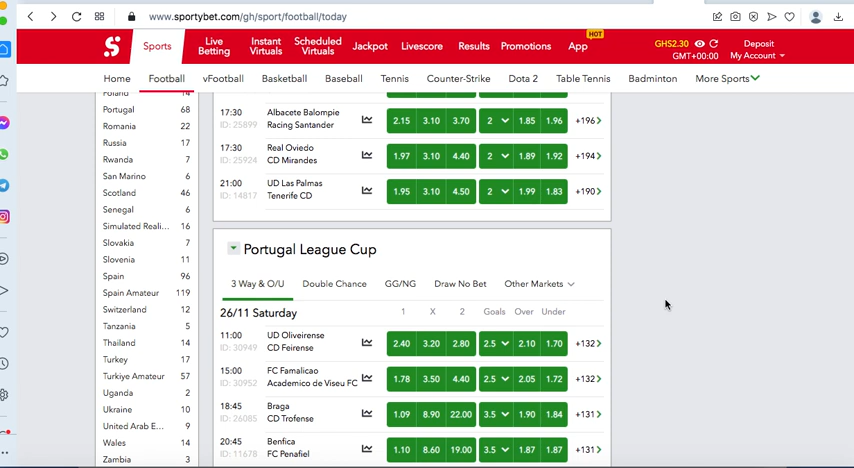 www.sportybet.com/gh/sport/football/today
Sports
Live Betting
Instant Virtuals
Scheduled Virtuals
Jackpot
Livescore
Results
Promotions
App
HOT
GHS2.30
GMT+00:00
Deposit
My Account
Home Football vFootball Basketball Baseball Tennis Counter-Strike Dota 2 Table Tennis Badminton More Sports
Poland 14
Portugal 68
Romania 22
Russia 17
Rwanda 7
San Marino 6
Scotland 46
Senegal 6
Simulated Reali... 16
Slovakia 7
Slovenia 11
Spain 96
Spain Amateur 119
Switzerland 12
Tanzania 5
Thailand 14
Turkey 17
Turkiye Amateur 57
Uganda 2
Ukraine 10
United Arab E... 9
Wales 14
Zambia 3
17:30 Albacete Balompie
ID: 25899 Racing Santander
2.15 3.10 3.70 2 1.85 1.96 +196
17:30 Real Oviedo
ID: 25924 CD Mirandes
1.97 3.10 4.40 2 1.89 1.92 +194
21:00 UD Las Palmas
ID: 14817 Tenerife CD
1.95 3.10 4.50 2 1.99 1.83 +190
Portugal League Cup
3 Way & O/U Double Chance GG/NG Draw No Bet Other Markets
26/11 Saturday 1 X 2 Goals Over Under
11:00 UD Oliveirense
ID: 30949 CD Feirense
2.40 3.20 2.80 2.5 2.10 1.70 +132
15:00 FC Famalicao
ID: 30952 Academico de Viseu FC
1.78 3.50 4.40 2.5 2.05 1.72 +132
18:45 Braga
ID: 26085 CD Trofense
1.09 8.90 22.00 3.5 1.90 1.84 +131
20:45 Benfica
ID: 11678 FC Penafiel
1.10 8.60 19.00 3.5 1.87 1.87 +131